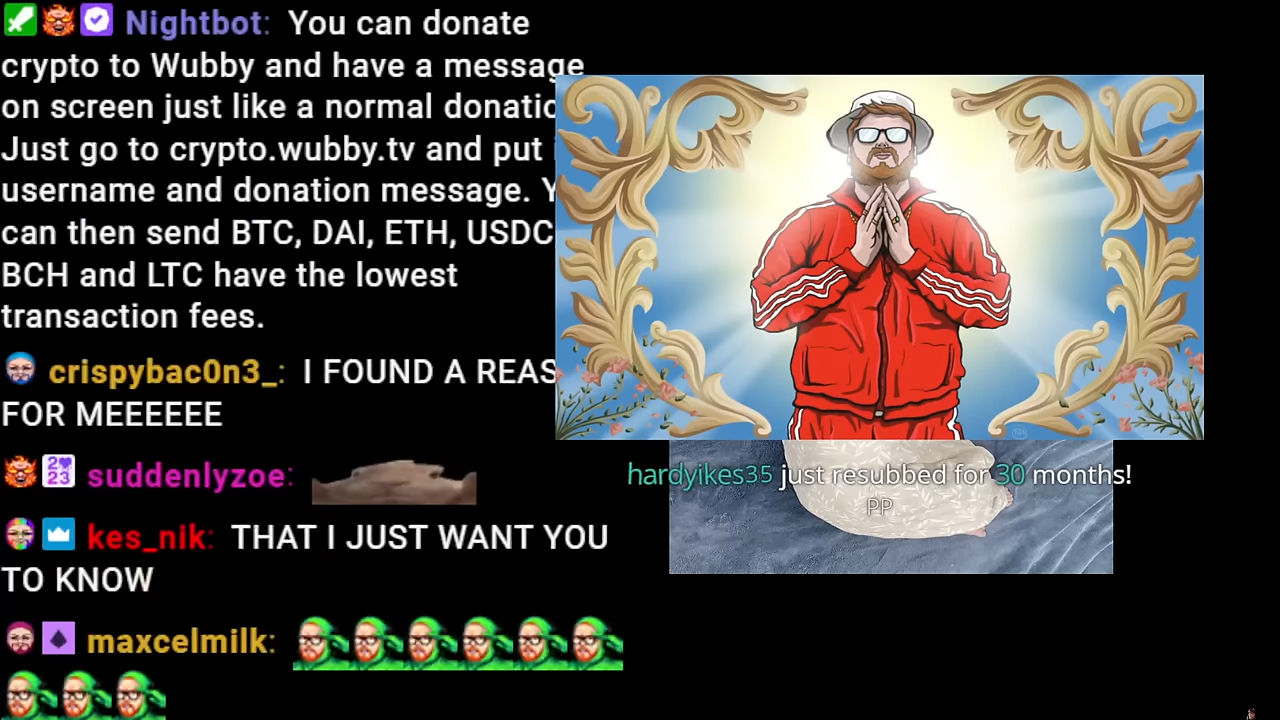 Nightbot: You can donate
crypto to Wubby and have a message
on screen just like a normal
Just go to crypto.wubby.tv and put
username and donation message.
can then send BTC, DAI, ETH, USDC
BCH and LTC have the lowest
transaction fees.
crispybac0n3_: I FOUND A
FOR MEEEEEE
2023
suddenlyzoe:
kes_nik: THAT I JUST WANT YOU
TO KNOW
maxcelmilk:
hardyikes35 just resubbed for 30 months!
PP